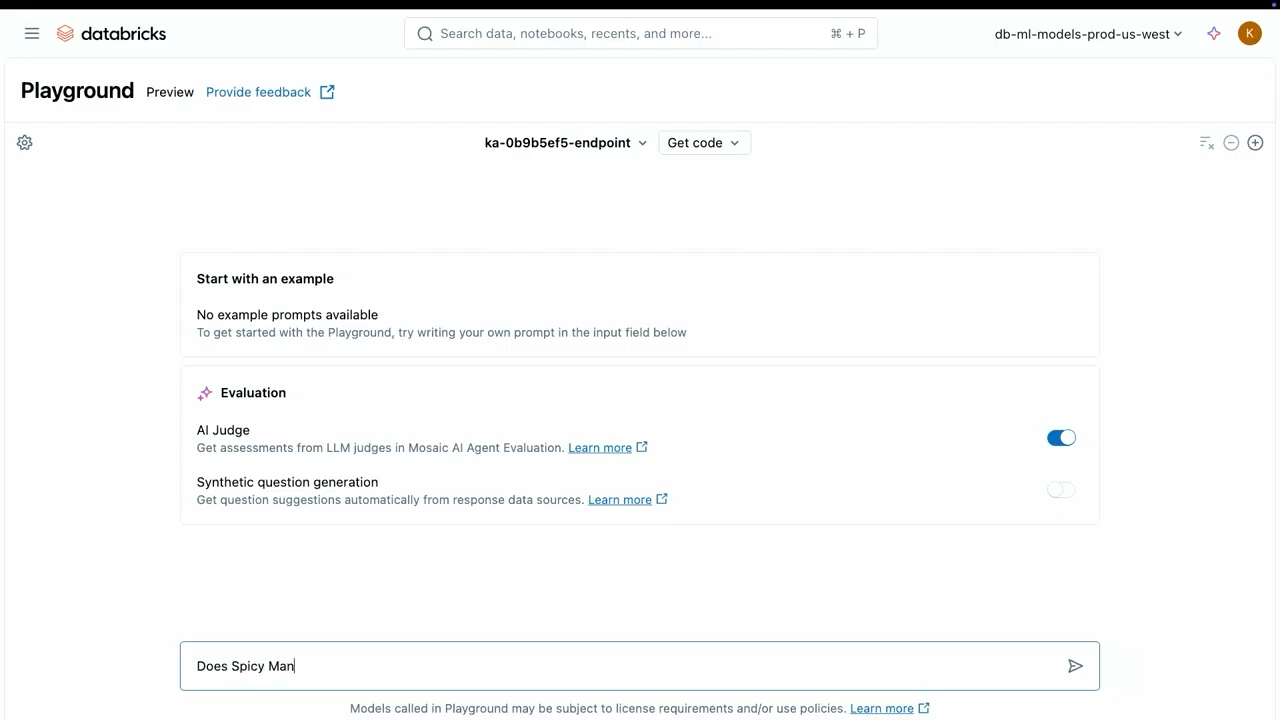 databricks
Search data, notebooks, recents, and more...
⌘ + P
db-ml-models-prod-us-west
K
Playground
Preview
Provide feedback
ka-0b9b5ef5-endpoint
Get code
Start with an example
No example prompts available
To get started with the Playground, try writing your own prompt in the input field below
Evaluation
AI Judge
Get assessments from LLM judges in Mosaic AI Agent Evaluation. Learn more
Synthetic question generation
Get question suggestions automatically from response data sources. Learn more
Does Spicy Man
Models called in Playground may be subject to license requirements and/or use policies. Learn more